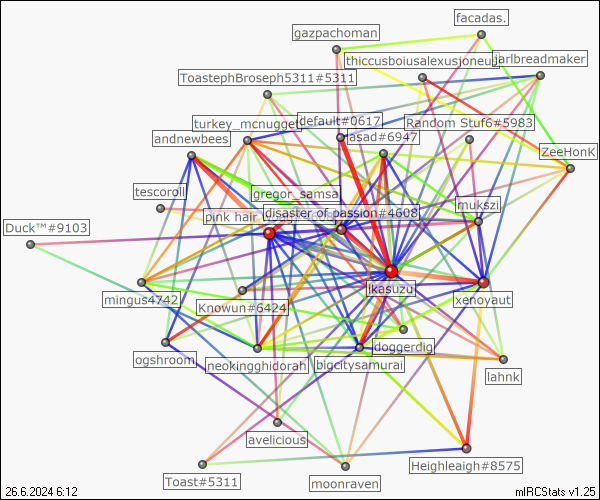 facadas.
gazpachoman
thiccusboiusalexusjoneu
jarlbreadmaker
ToastephBroseph5311#5311
default#0617
turkey_mcnugget
Random Stuf6#5983
jasad#6947
andnewbees
ZeeHonK
tescoroll
gregor_samsa
mukszi
disaster of passion#4608
pink hair
Duck™#9103
ikasuzu
mingus4742
Knowun#6424
xenoyaut
doggerdig
ogshroom
neokingghidorah
bigcitysamurai
lahnk
avelicious
Heighleaigh#8575
Toast#5311
moonraven
26.6.2024 6:12
mIRCStats v1.25